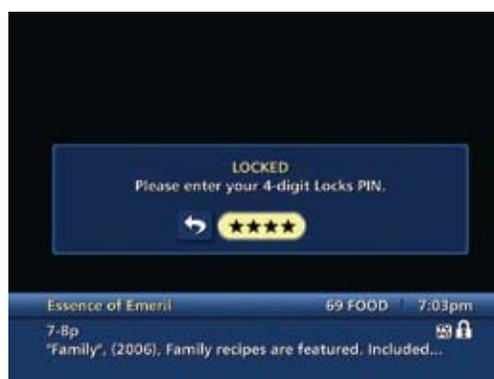 LOCKED
Please enter your 4-digit Locks PIN.
★★★★
Essence of Emeril 69 FOOD 7:03pm
7-8p
"Family", (2006), Family recipes are featured. Included...